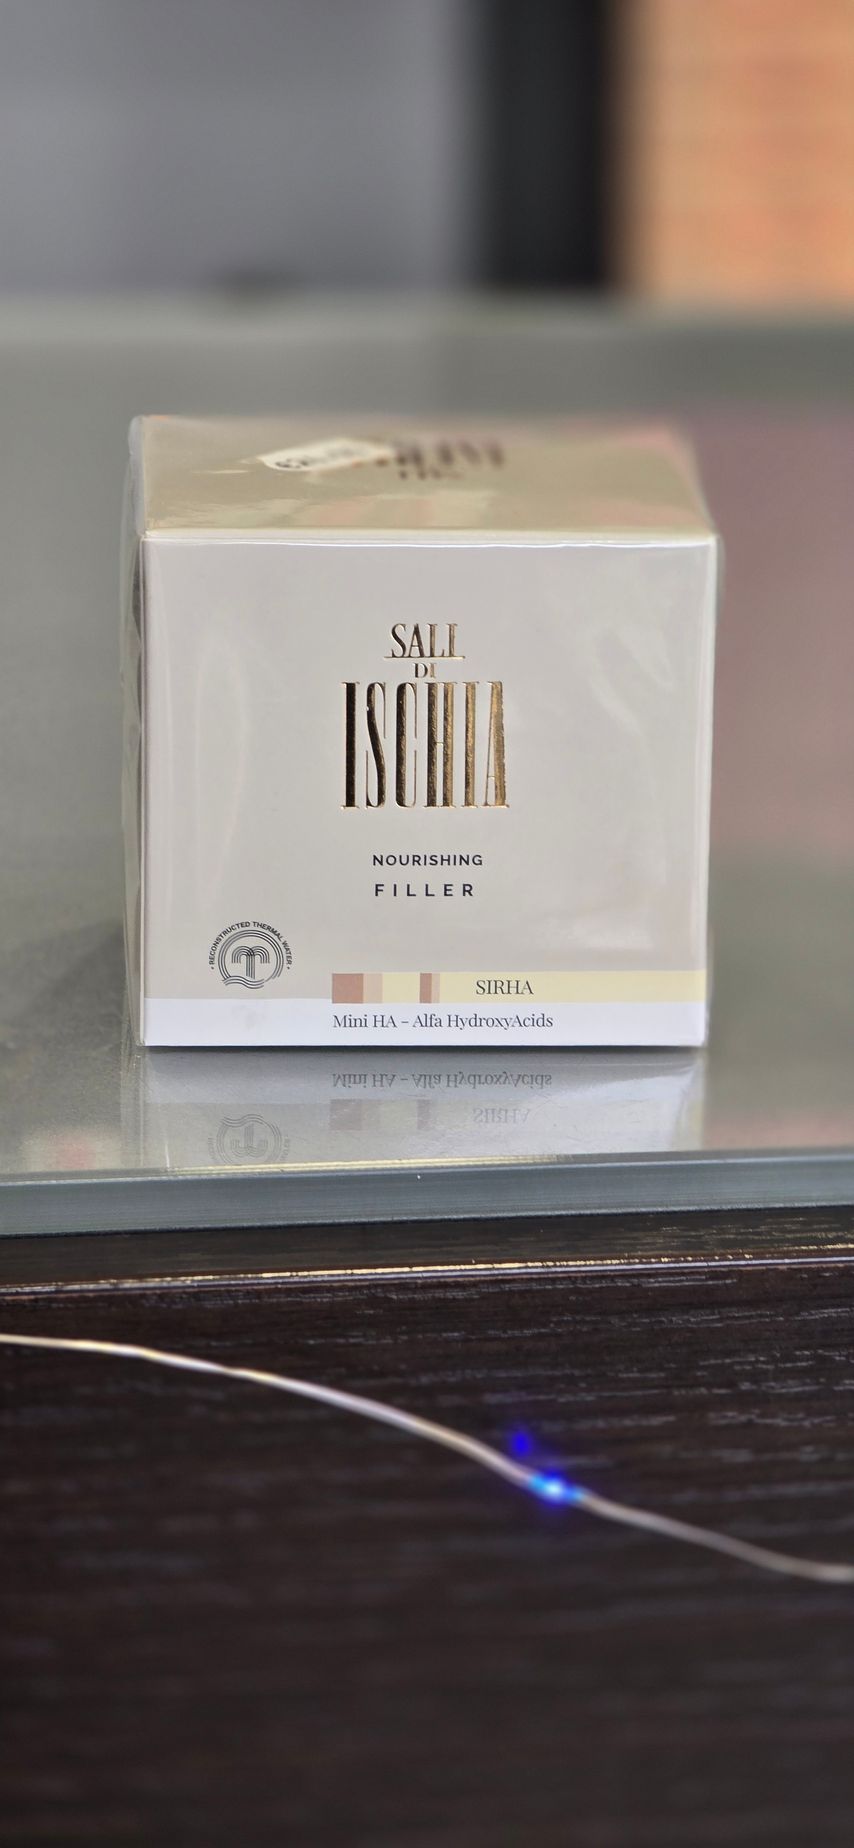 SALI
DI
ISCHIA
NOURISHING
FILLER
• RECONSTRUCTED THERMAL WATER •
SIRHA
Mini HA - Alfa HydroxyAcids